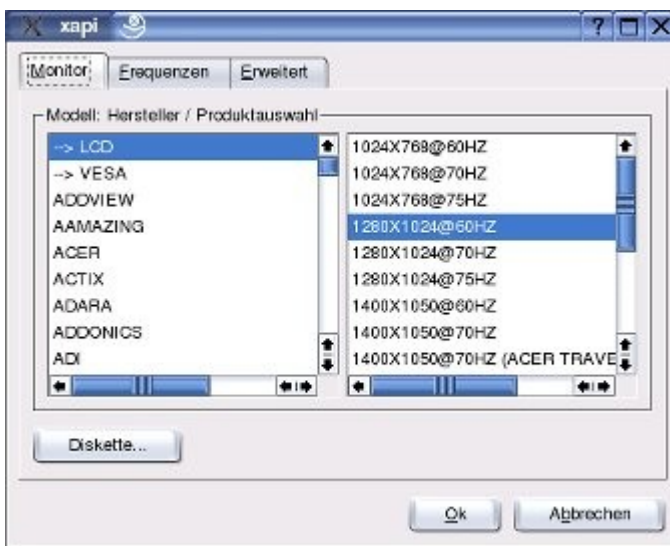 xapi
Monitor
Frequenzen
Erweitert
Modell: Hersteller / Produktauswahl
--> LCD
--> VESA
ADOVIEW
AAMAZING
ACER
ACTIX
ADARA
ADDONICS
ADI
1024X768@60HZ
1024X768@70HZ
1024X768@75HZ
1280X1024@60HZ
1280X1024@70HZ
1280X1024@75HZ
1400X1050@60HZ
1400X1050@70HZ
1400X1050@70HZ (ACER TRAVE
Diskette...
Ok
Abbrechen